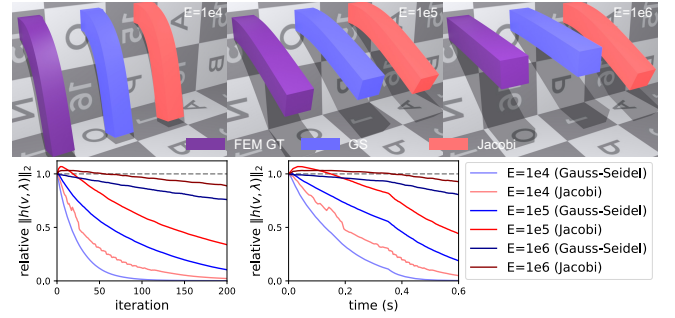 E=1e4
E=1e5
E=1e6
FEM GT
GS
Jacobi
relative ‖h(v, λ)‖₂
1.0
0.5
0.0
0
50
100
150
200
iteration
relative ‖h(v, λ)‖₂
1.0
0.5
0.0
0.0
0.2
0.4
0.6
time (s)
E=1e4 (Gauss-Seidel)
E=1e4 (Jacobi)
E=1e5 (Gauss-Seidel)
E=1e5 (Jacobi)
E=1e6 (Gauss-Seidel)
E=1e6 (Jacobi)